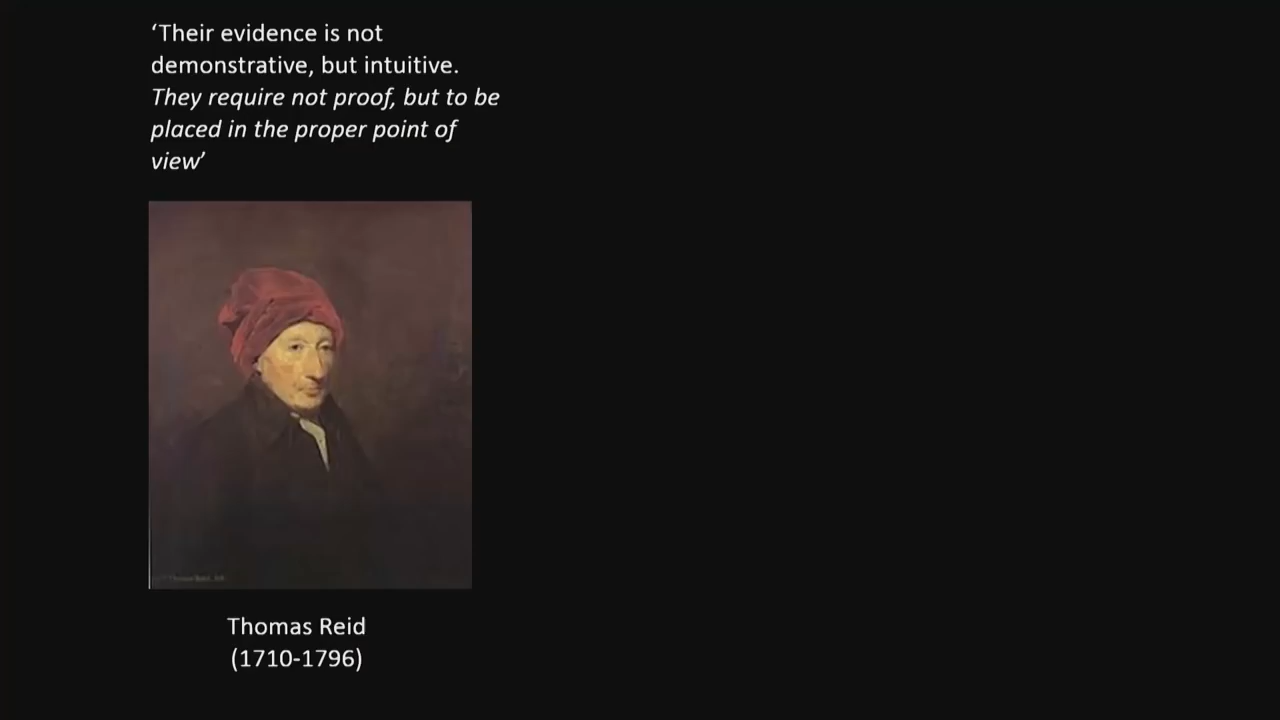 ‘Their evidence is not
demonstrative, but intuitive.
They require not proof, but to be
placed in the proper point of
view’
Thomas Reid
(1710-1796)